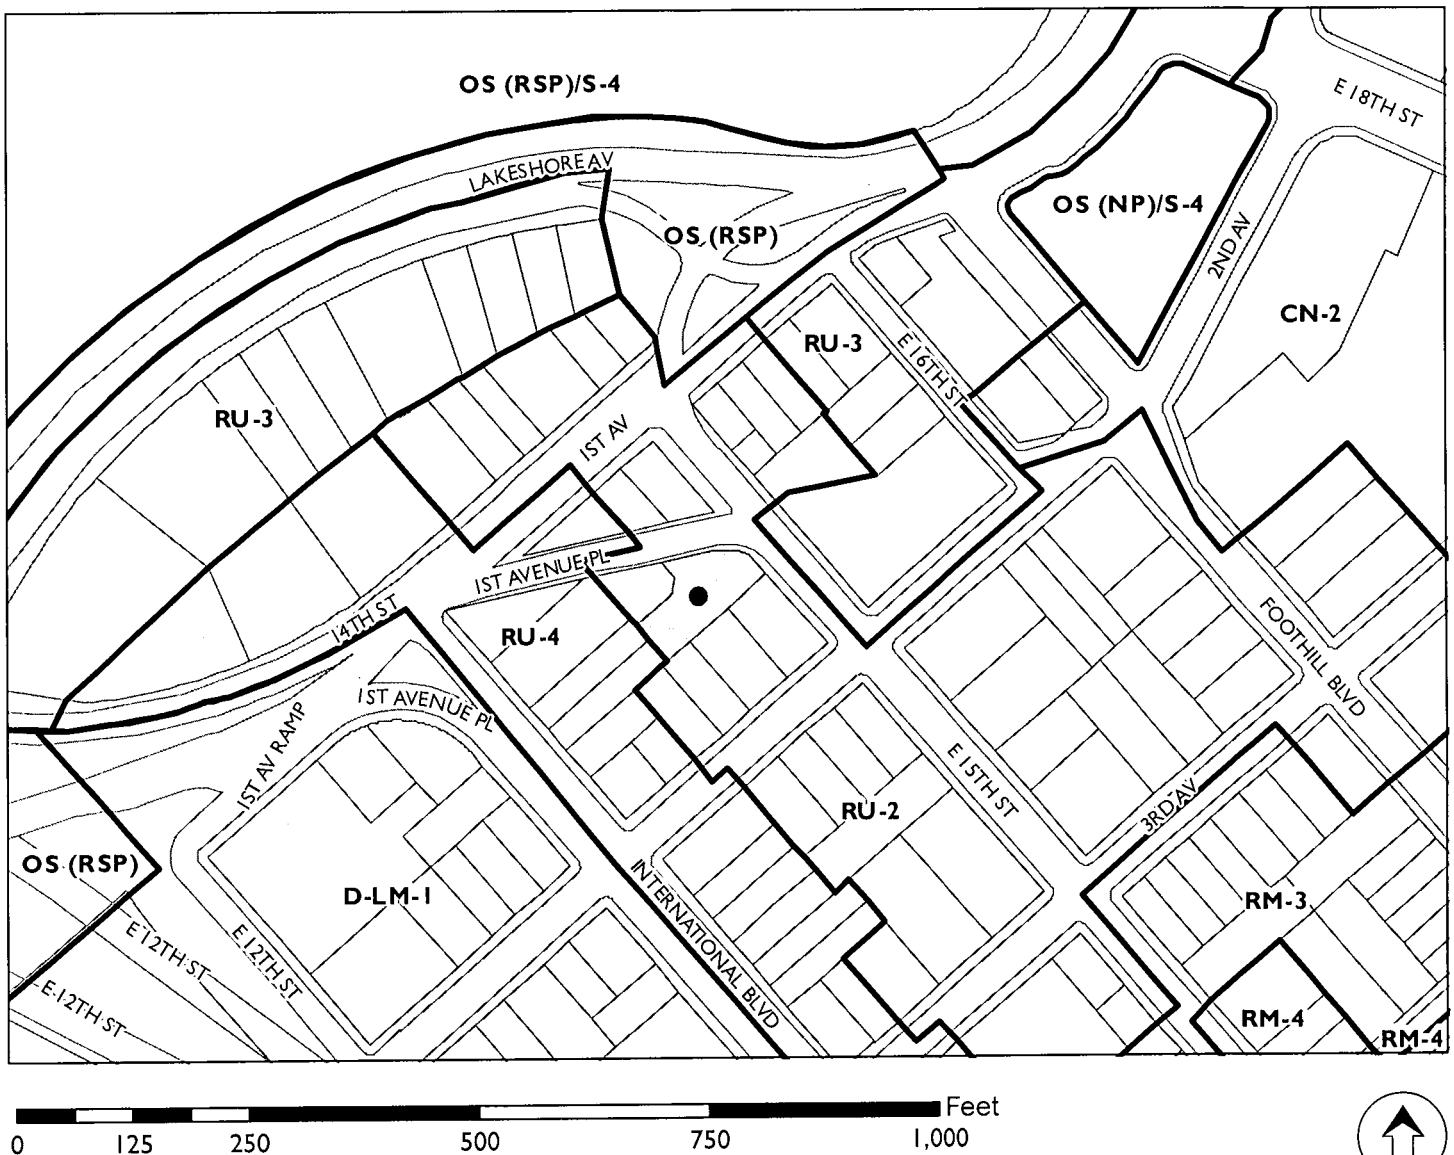 OS (RSP)/S-4
E 18TH ST
LAKESHORE AV
OS (NP)/S-4
OS (RSP)
2ND AV
CN-2
RU-3
E 16TH ST
RU-3
1ST AV
1ST AVENUE PL
14TH ST
RU-4
FOOTHILL BLVD
1ST AVENUE PL
1ST AV RAMP
E 15TH ST
3RD AV
RU-2
OS (RSP)
D-LM-1
INTERNATIONAL BLVD
RM-3
E 12TH ST
E 12TH ST
E 12TH ST
RM-4
RM-4
Feet
0 125 250 500 750 1,000